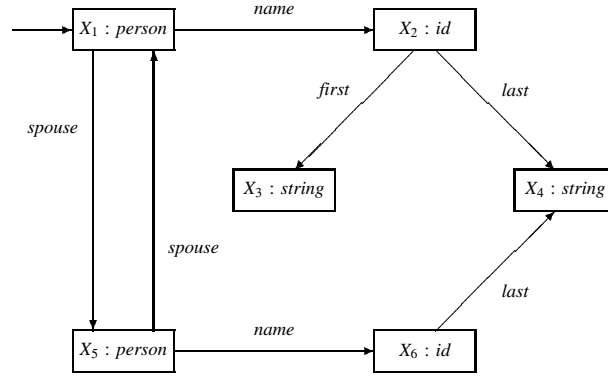 name
X₁ : person
X₂ : id
first
last
spouse
X₃ : string
X₄ : string
spouse
last
name
X₅ : person
X₆ : id